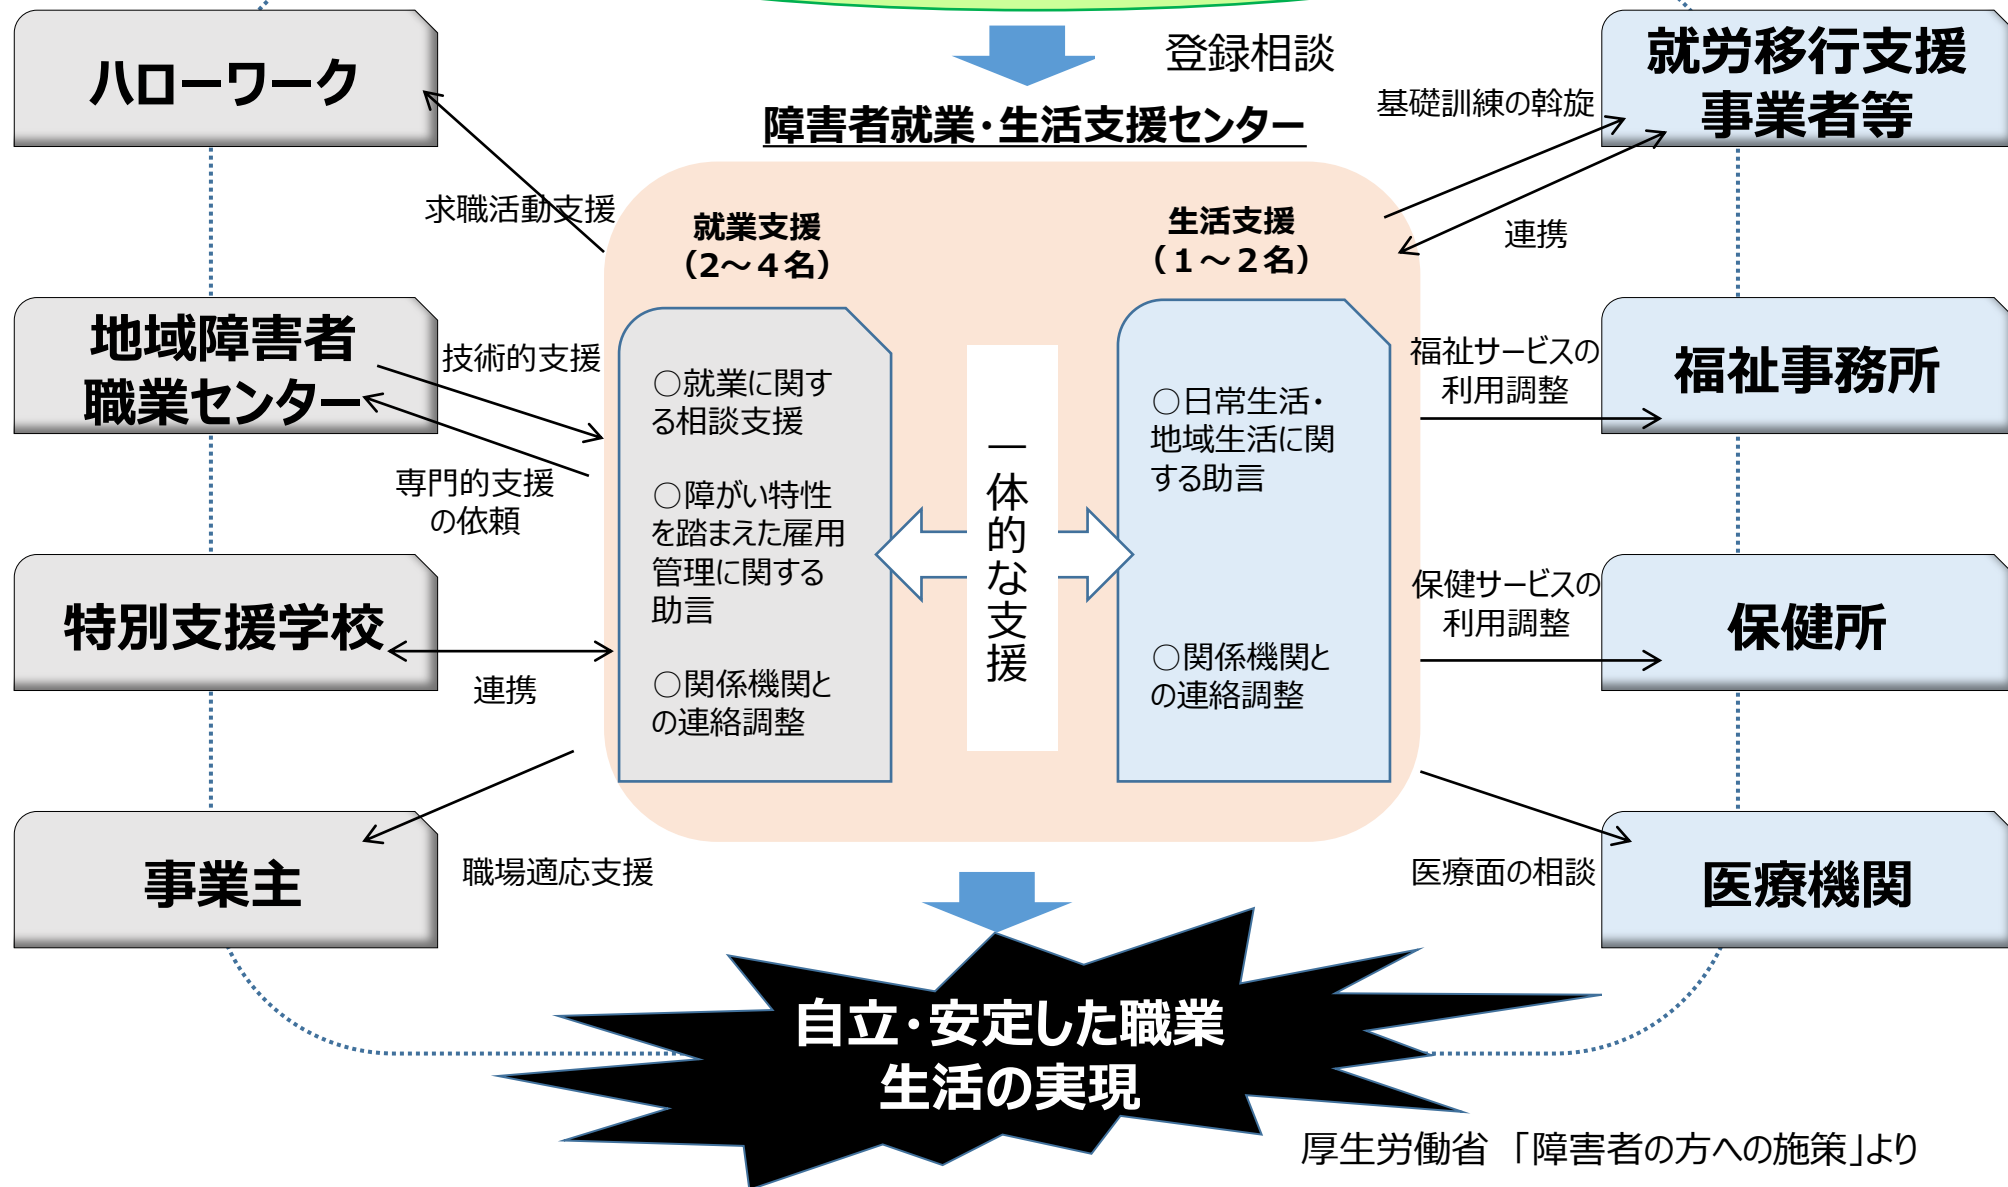 登録相談
障害者就業・生活支援センター
ハローワーク
求職活動支援
地域障害者
職業センター
技術的支援
専門的支援
の依頼
特別支援学校
連携
事業主
職場適応支援
就業支援
（2～４名）
○就業に関す
る相談支援
○障がい特性
を踏まえた雇用
管理に関する
助言
○関係機関と
の連絡調整
一体的な支援
生活支援
（１～２名）
○日常生活・
地域生活に関
する助言
○関係機関と
の連絡調整
就労移行支援
事業者等
基礎訓練の斡旋
連携
福祉サービスの
利用調整
福祉事務所
保健サービスの
利用調整
保健所
医療面の相談
医療機関
自立・安定した職業
生活の実現
厚生労働省 「障害者の方への施策」より